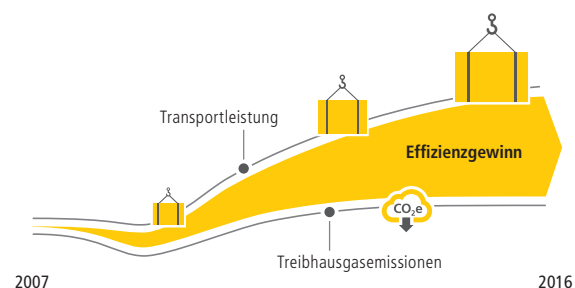 Transportleistung
Effizienzgewinn
CO₂e
Treibhausgasemissionen
2007
2016